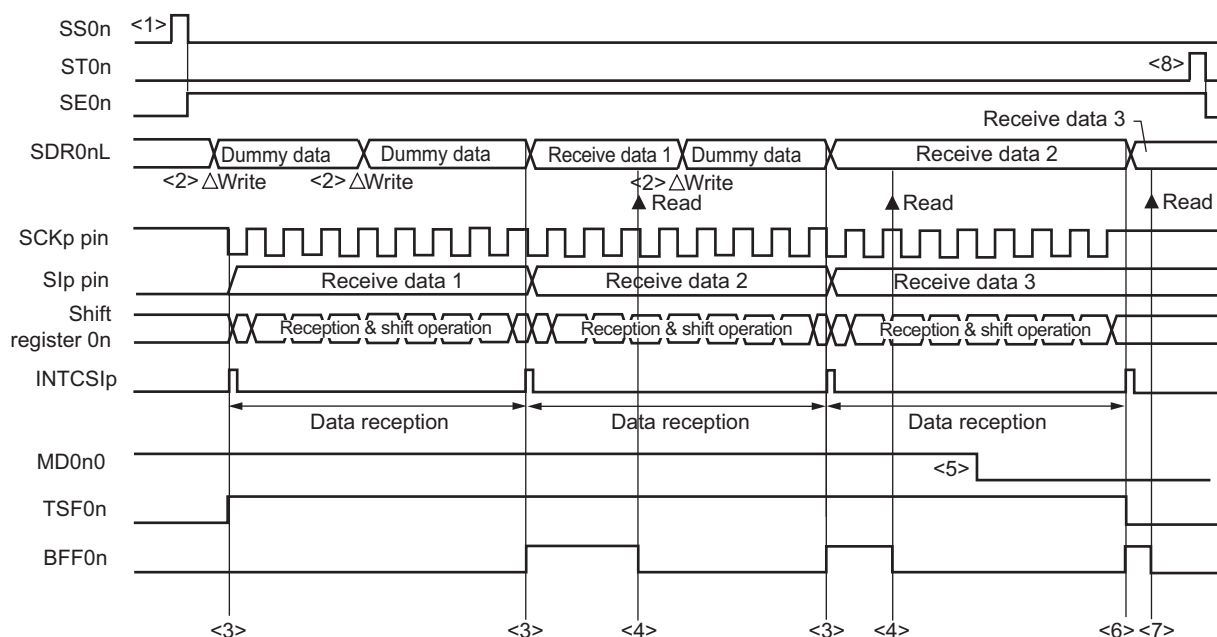 SS0n <1>
ST0n <8>
SE0n
Receive data 3
SDR0nL Dummy data Dummy data Receive data 1 Dummy data Receive data 2
<2> △Write <2> △Write <2> △Write
▲ Read ▲ Read ▲ Read
SCKp pin
SIp pin Receive data 1 Receive data 2 Receive data 3
Shift
register 0n Reception & shift operation Reception & shift operation Reception & shift operation
INTCSIp
Data reception Data reception Data reception
MD0n0 <5>
TSF0n
BFF0n
<3> <3> <4> <3> <4> <6> <7>